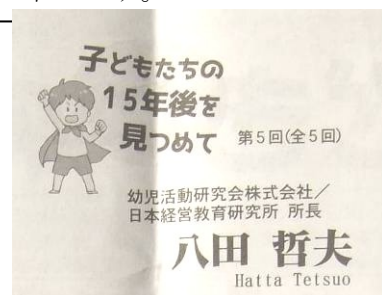 子どもたちの
15年後を
見つめて
第5回(全5回)
幼児活動研究会株式会社／
日本経営教育研究所 所長
八田 哲夫
Hatta Tetsuo